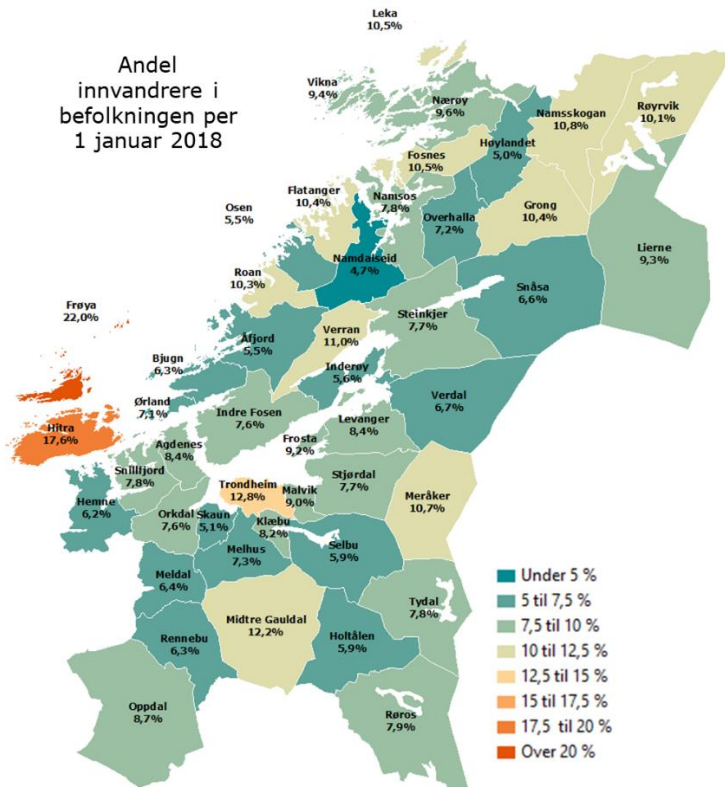 Andel
innvandrere i
befolkningen per
1 januar 2018
Leka
10,5%
Vikna
9,4%
Nærøy
9,6%
Namsskogan
10,8%
Røyrvik
10,1%
Høylandet
5,0%
Fosnes
10,5%
Flatanger
10,4%
Namsos
7,8%
Overhalla
7,2%
Grong
10,4%
Lierne
9,3%
Osen
5,5%
Namdalseid
4,7%
Snåsa
6,6%
Roan
10,3%
Steinkjer
7,7%
Frøya
22,0%
Verran
11,0%
Åfjord
5,5%
Bjugn
6,3%
Inderøy
5,6%
Verdal
6,7%
Ørland
7,1%
Indre Fosen
7,6%
Levanger
8,4%
Hitra
17,6%
Agdenes
8,4%
Frosta
9,2%
Snillfjord
7,8%
Stjørdal
7,7%
Trondheim
12,8%
Malvik
9,0%
Meråker
10,7%
Hemne
6,2%
Orkdal
7,6%
Skaun
5,1%
Klæbu
8,2%
Melhus
7,3%
Selbu
5,9%
Meldal
6,4%
Tydal
7,8%
Midtre Gauldal
12,2%
Rennebu
6,3%
Holtålen
5,9%
Oppdal
8,7%
Røros
7,9%
Under 5 %
5 til 7,5 %
7,5 til 10 %
10 til 12,5 %
12,5 til 15 %
15 til 17,5 %
17,5 til 20 %
Over 20 %